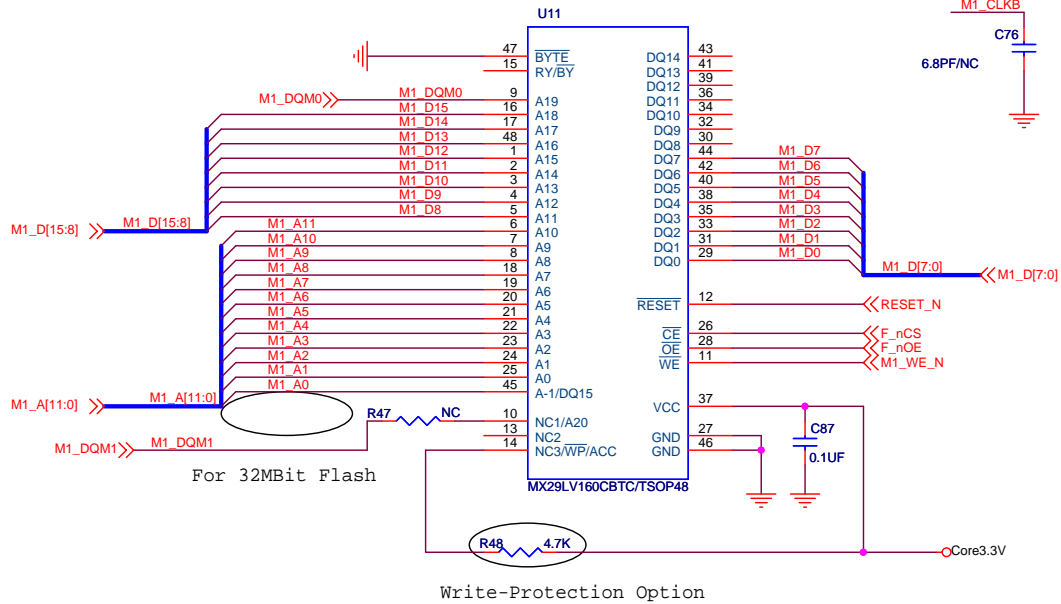 U11
M1_CLKB
C76
6.8PF/NC
47 BYTE DQ14 43
15 RY/BY DQ13 41
DQ12 39
M1_DQM0 M1_DQM0 9 A19 DQ11 36
M1_D15 16 A18 DQ10 34
M1_D14 17 A17 DQ9 32
M1_D13 48 A16 DQ8 30
M1_D12 1 A15 DQ7 44 M1_D7
M1_D11 2 A14 DQ6 42 M1_D6
M1_D10 3 A13 DQ5 40 M1_D5
M1_D9 4 A12 DQ4 38 M1_D4
M1_D8 5 A11 DQ3 35 M1_D3
M1_D[15:8] M1_D[15:8] M1_A11 6 A10 DQ2 33 M1_D2
M1_A10 7 A9 DQ1 31 M1_D1
M1_A9 8 A8 DQ0 29 M1_D0
M1_A8 18 A7 M1_D[7:0] M1_D[7:0]
M1_A7 19 A6
M1_A6 20 A5 RESET 12 RESET_N
M1_A5 21 A4
M1_A4 22 A3 CE 26 F_nCS
M1_A3 23 A2 OE 28 F_nOE
M1_A2 24 A1 WE 11 M1_WE_N
M1_A1 25 A0
M1_A[11:0] M1_A[11:0] M1_A0 45 A-1/DQ15 VCC 37
R47 NC 10 NC1/A20
13 NC2 GND 27 C87
M1_DQM1 M1_DQM1 14 NC3/WP/ACC GND 46 0.1UF
For 32MBit Flash
MX29LV160CBTC/TSOP48
R48 4.7K
Core3.3V
Write-Protection Option